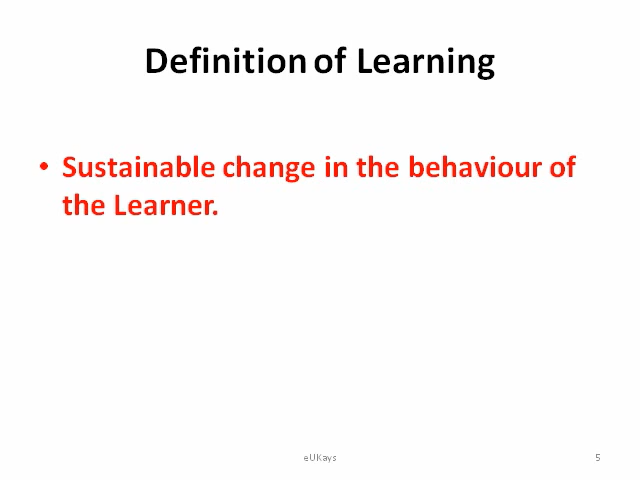 Definition of Learning
• Sustainable change in the behaviour of
the Learner.
eUKays
5